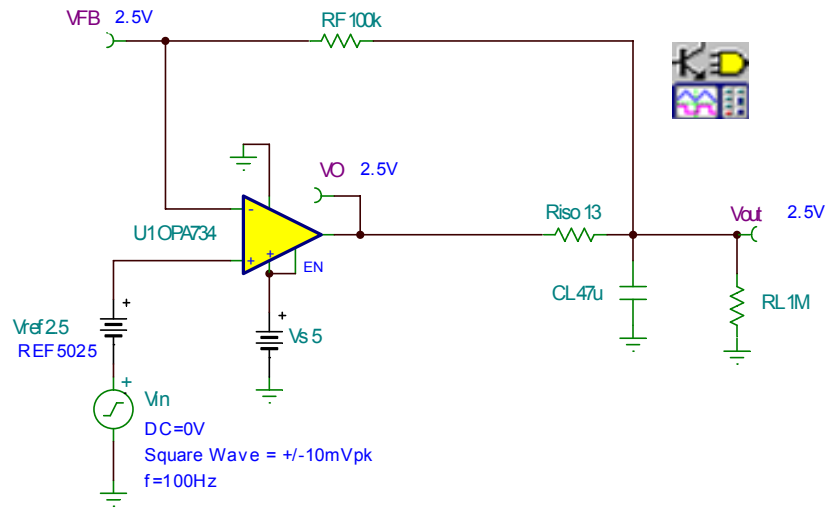 VFB 2.5V
RF 100k
VO 2.5V
U1 OPA734
-
+
+
EN
Riso 13
Vout 2.5V
CL 47u
RL 1M
+
Vref 2.5
REF5025
+
Vs 5
+
Vin
DC=0V
Square Wave = +/-10mVpk
f=100Hz